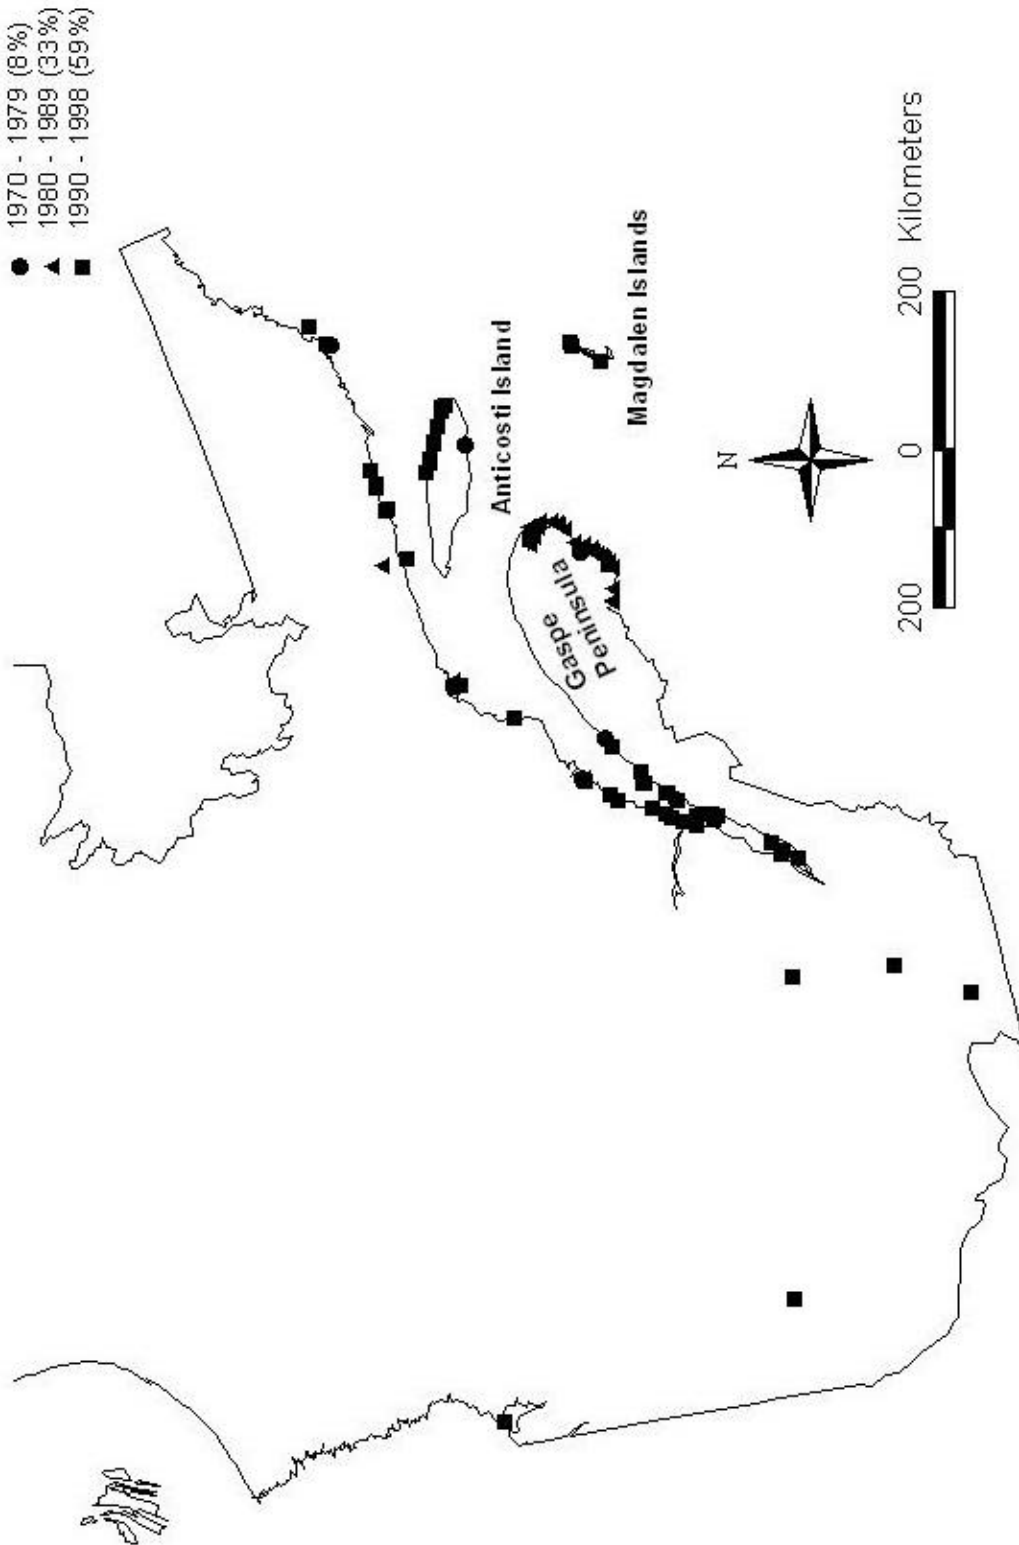 1970 - 1979 (8%)
1980 - 1989 (33%)
1990 - 1998 (59%)
Anticosti Island
Magdalen Islands
Gaspe
Peninsula
N
200 0 200 Kilometers